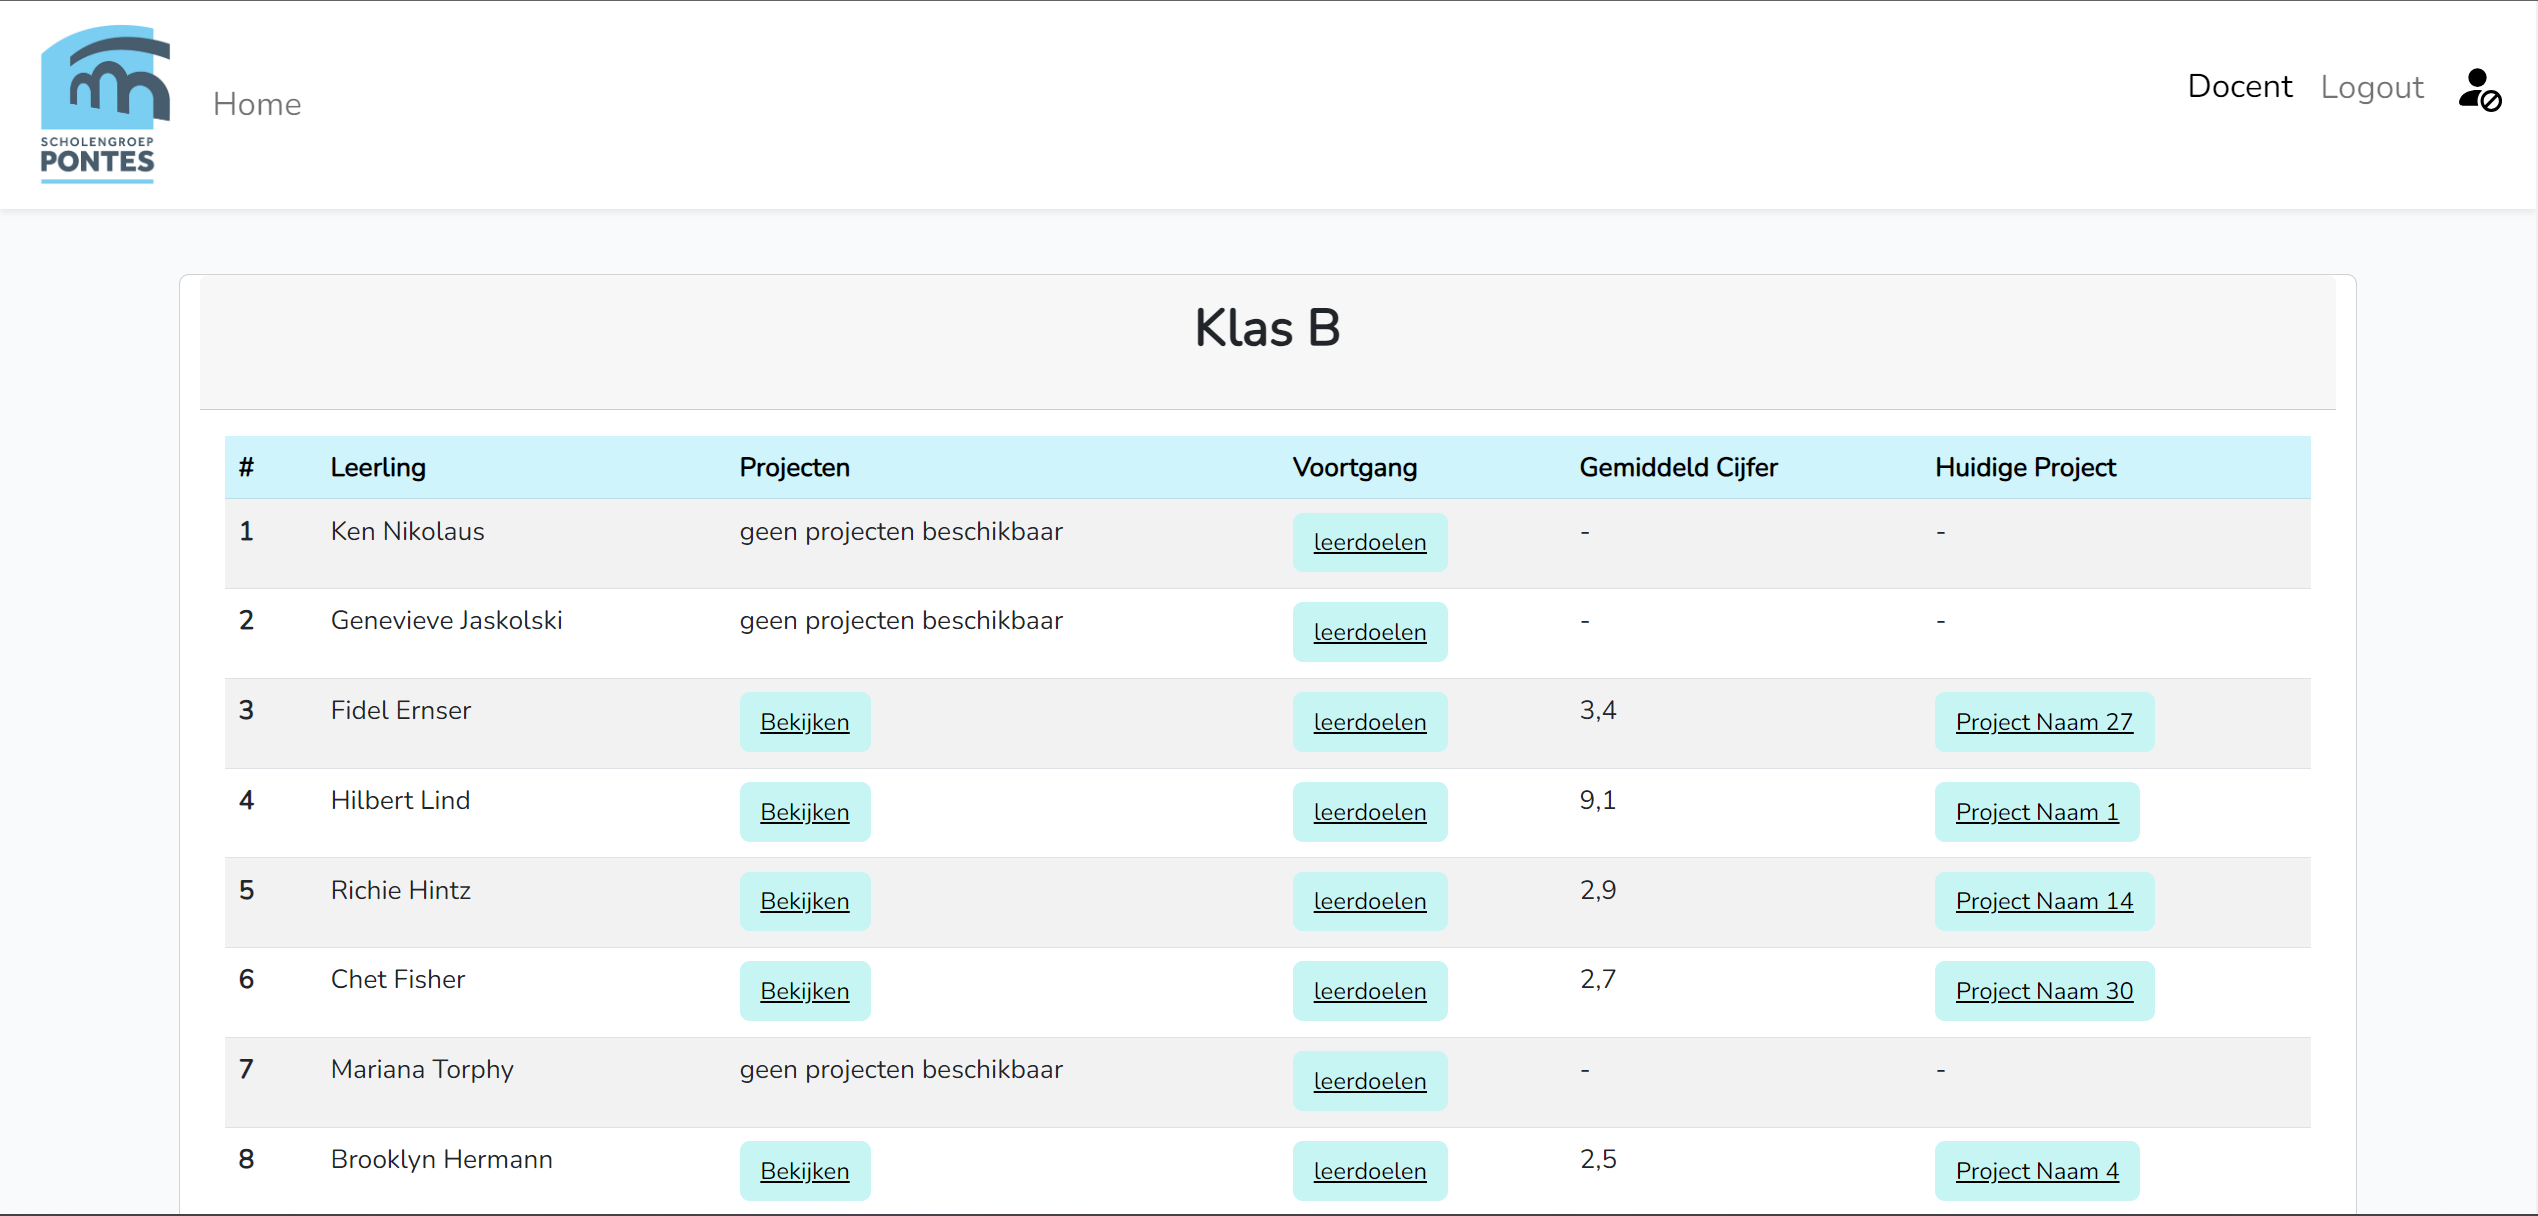 SCHOLENGROEP
PONTES
Home
Docent Logout
Klas B
# Leerling Projecten Voortgang Gemiddeld Cijfer Huidige Project
1 Ken Nikolaus geen projecten beschikbaar leerdoelen - -
2 Genevieve Jaskolski geen projecten beschikbaar leerdoelen - -
3 Fidel Ernser Bekijken leerdoelen 3,4 Project Naam 27
4 Hilbert Lind Bekijken leerdoelen 9,1 Project Naam 1
5 Richie Hintz Bekijken leerdoelen 2,9 Project Naam 14
6 Chet Fisher Bekijken leerdoelen 2,7 Project Naam 30
7 Mariana Torphy geen projecten beschikbaar leerdoelen - -
8 Brooklyn Hermann Bekijken leerdoelen 2,5 Project Naam 4